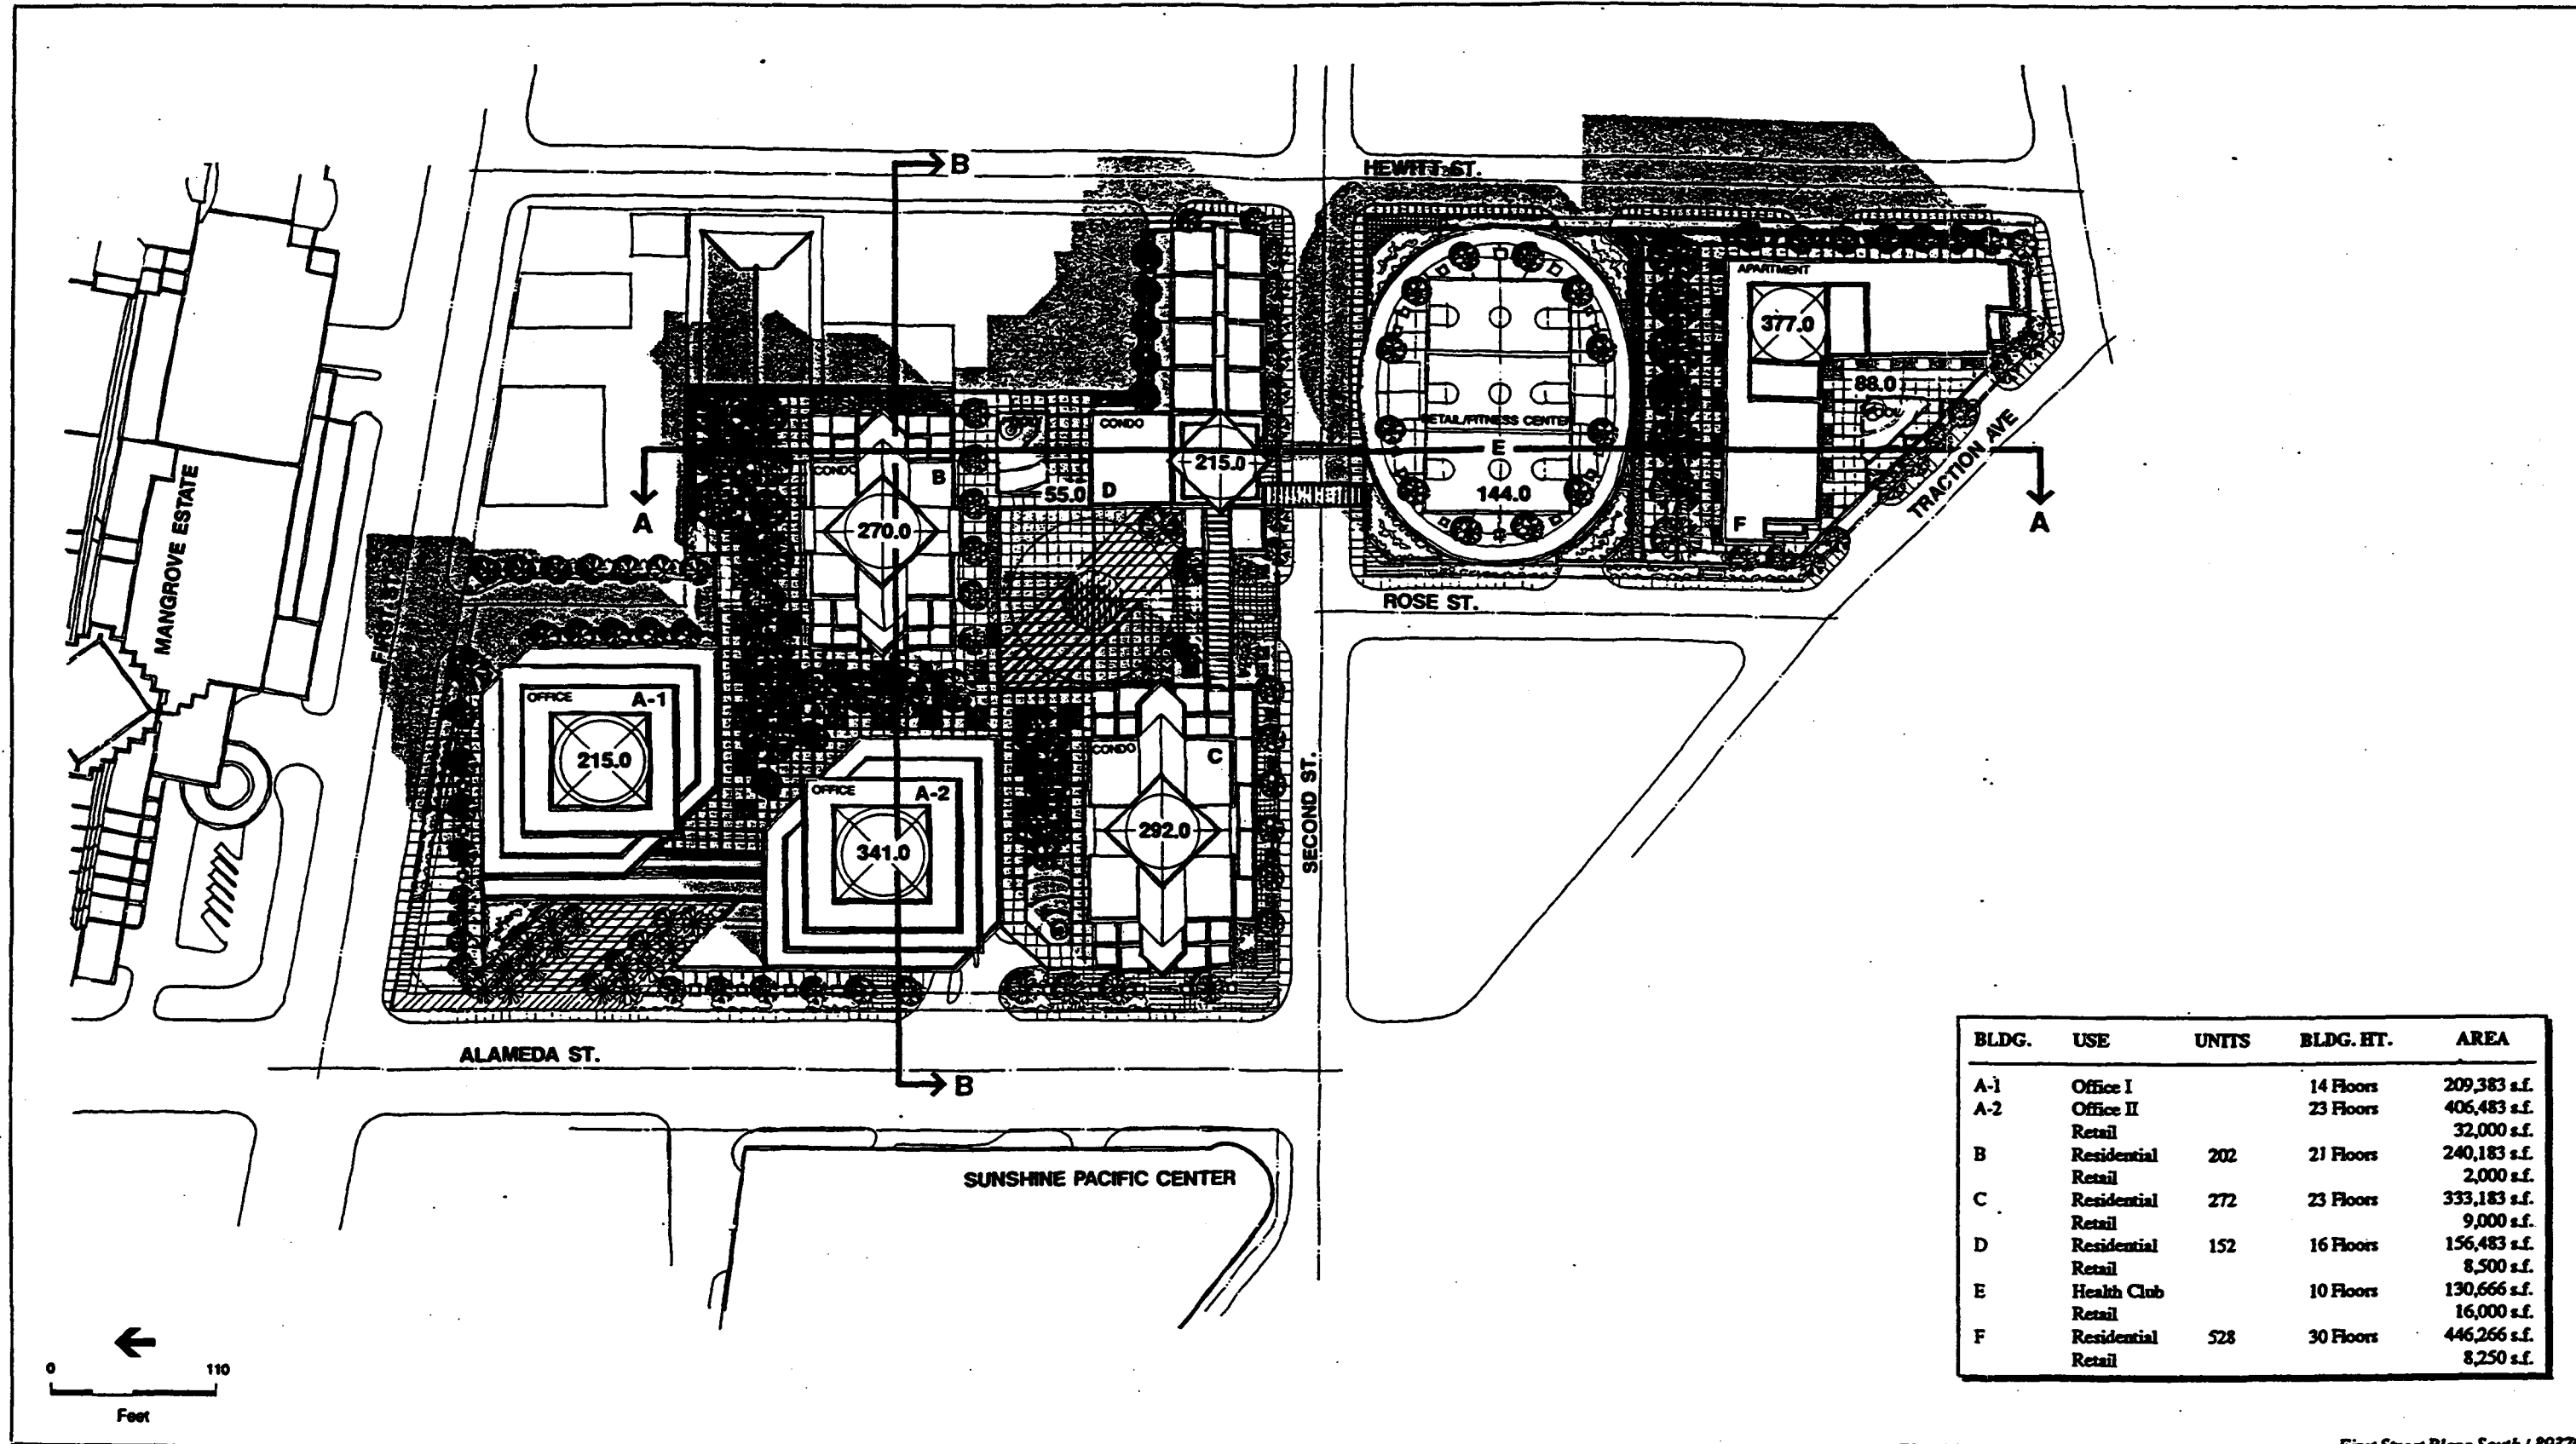 B
HEWITT ST.
APARTMENT
377.0
88.0
POOL
CONDO
RETAIL/FITNESS CENTER
215.0
E
CONDO
B
55.0
D
144.0
A
A
TRACTION AVE
F
270.0
MANGROVE ESTATE
ROSE ST.
OFFICE
A-1
215.0
CONDO
C
SECOND ST.
OFFICE
A-2
292.0
341.0
ALAMEDA ST.
B
SUNSHINE PACIFIC CENTER
BLDG. USE UNITS BLDG. HT. AREA
A-1 Office I 14 Floors 209,383 s.f.
A-2 Office II 23 Floors 406,483 s.f.
Retail 32,000 s.f.
B Residential 202 21 Floors 240,183 s.f.
Retail 2,000 s.f.
C Residential 272 23 Floors 333,183 s.f.
Retail 9,000 s.f.
D Residential 152 16 Floors 156,483 s.f.
Retail 8,500 s.f.
E Health Club 10 Floors 130,666 s.f.
Retail 16,000 s.f.
F Residential 528 30 Floors 446,266 s.f.
Retail 8,250 s.f.
0 110
Feet